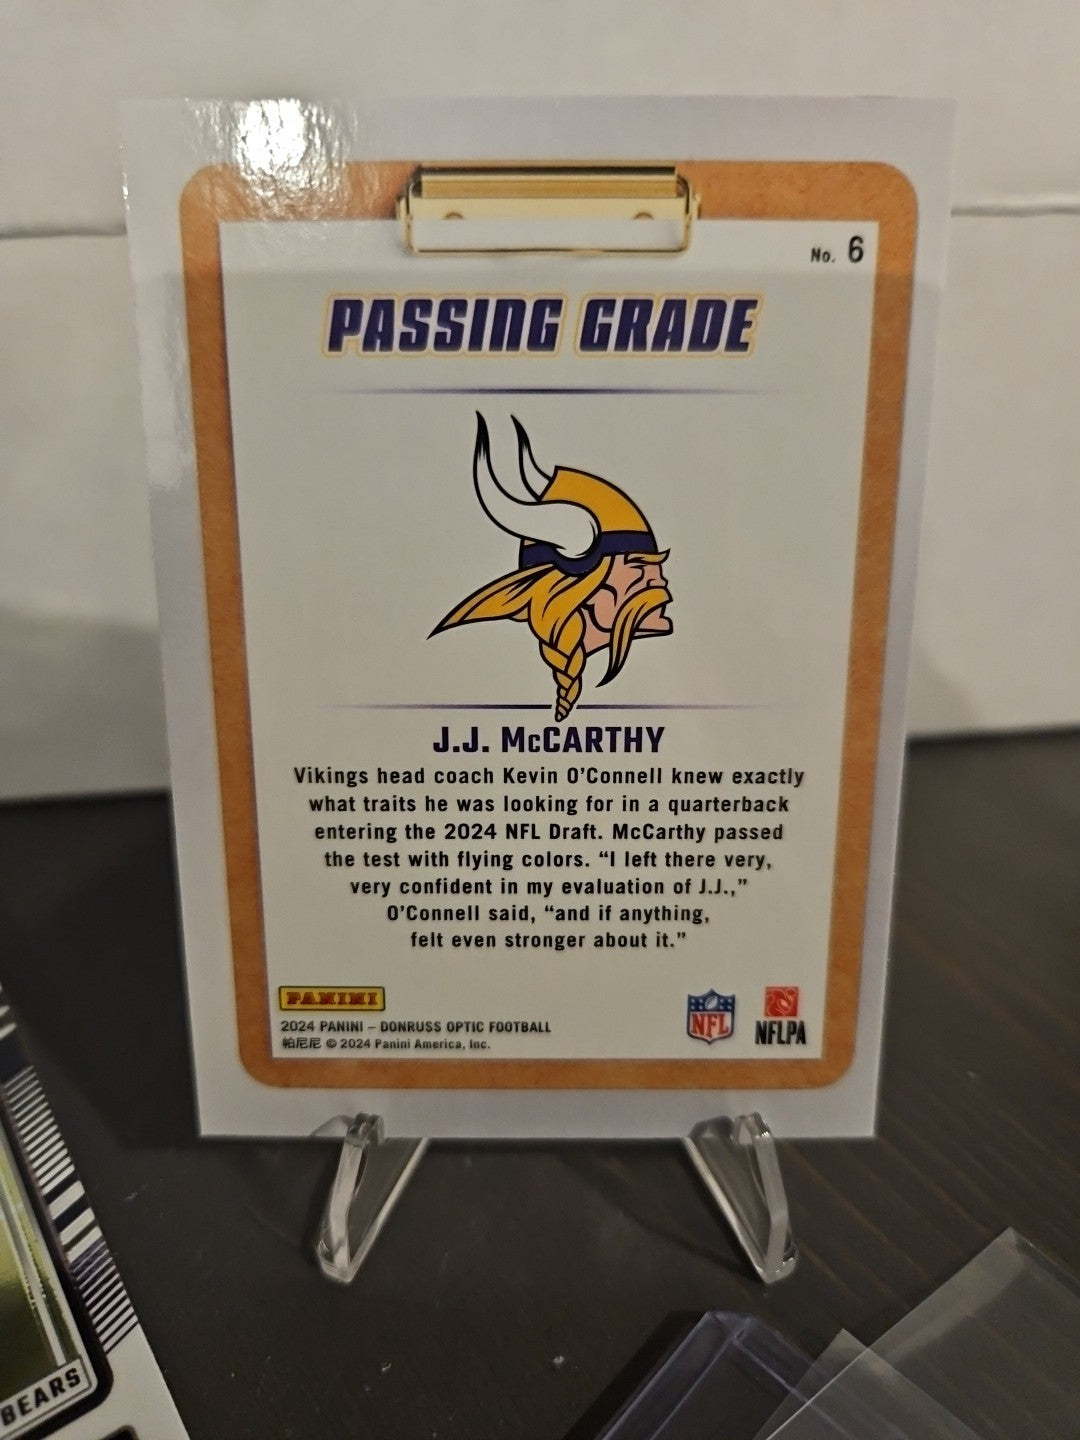 No. 6
PASSING GRADE
J.J. McCARTHY
Vikings head coach Kevin O'Connell knew exactly
what traits he was looking for in a quarterback
entering the 2024 NFL Draft. McCarthy passed
the test with flying colors. “I left there very,
very confident in my evaluation of J.J.,”
O'Connell said, “and if anything,
felt even stronger about it.”
PANINI
2024 PANINI – DONRUSS OPTIC FOOTBALL
帕尼尼 © 2024 Panini America, Inc.
NFL
NFLPA
BEARS